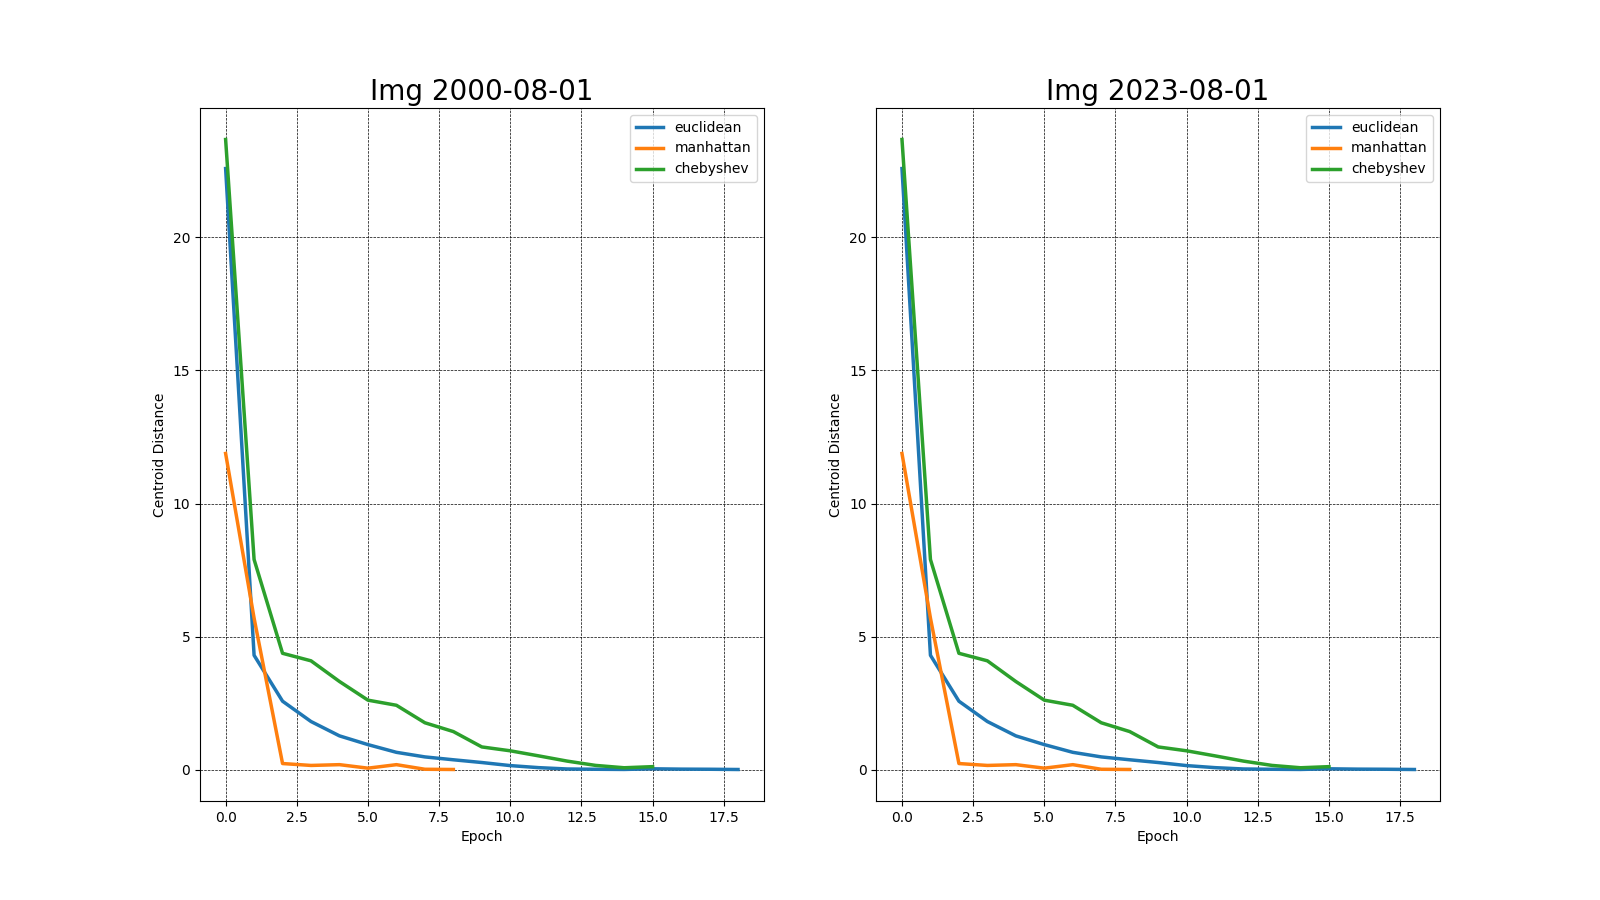 Img 2000-08-01
euclidean
manhattan
chebyshev
20
15
10
5
0
Centroid Distance
0.0 2.5 5.0 7.5 10.0 12.5 15.0 17.5
Epoch
Img 2023-08-01
euclidean
manhattan
chebyshev
20
15
10
5
0
Centroid Distance
0.0 2.5 5.0 7.5 10.0 12.5 15.0 17.5
Epoch